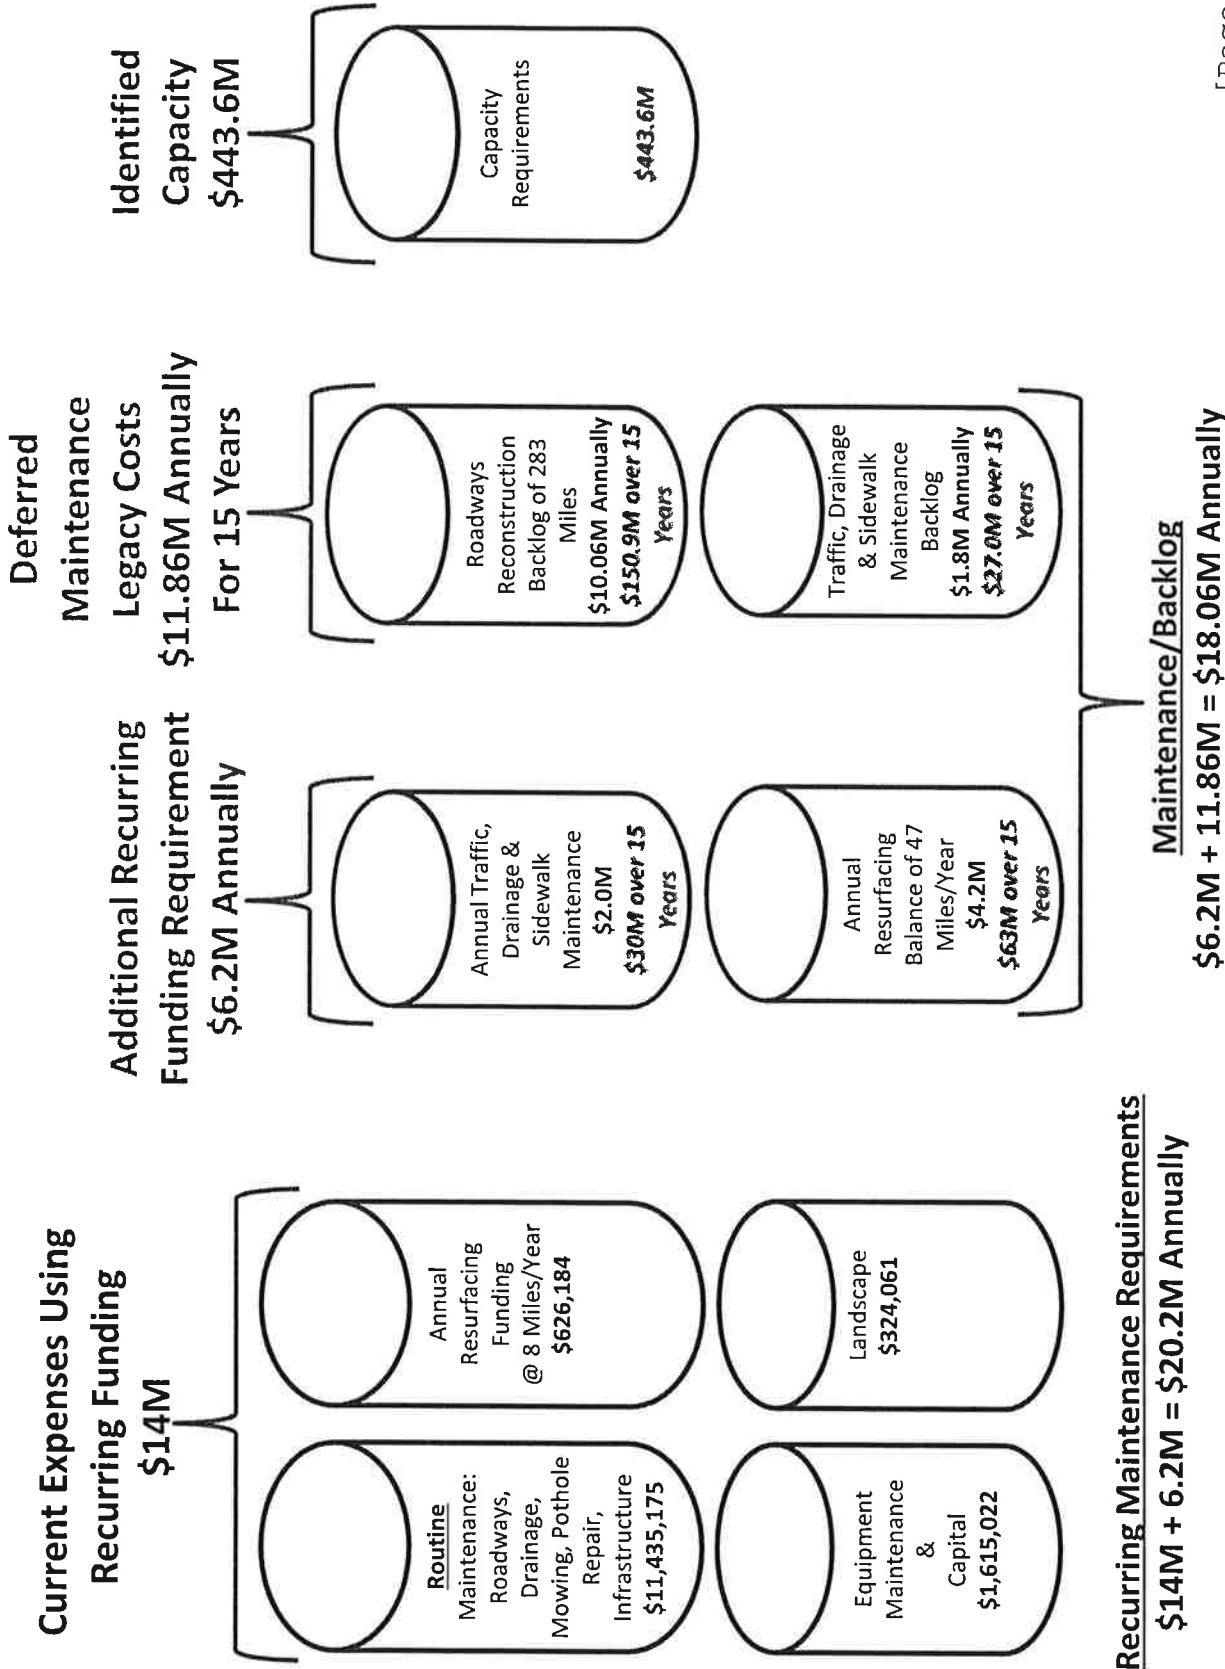 Current Expenses Using
Recurring Funding
$14M
Routine
Maintenance:
Roadways,
Drainage,
Mowing, Pothole
Repair,
Infrastructure
$11,435,175
Annual
Resurfacing
Funding
@ 8 Miles/Year
$626,184
Equipment
Maintenance
&
Capital
$1,615,022
Landscape
$324,061
Recurring Maintenance Requirements
$14M + 6.2M = $20.2M Annually
Additional Recurring
Funding Requirement
$6.2M Annually
Annual Traffic,
Drainage &
Sidewalk
Maintenance
$2.0M
$30M over 15
Years
Annual
Resurfacing
Balance of 47
Miles/Year
$4.2M
$63M over 15
Years
Deferred
Maintenance
Legacy Costs
$11.86M Annually
For 15 Years
Roadways
Reconstruction
Backlog of 283
Miles
$10.06M Annually
$150.9M over 15
Years
Traffic, Drainage
& Sidewalk
Maintenance
Backlog
$1.8M Annually
$27.0M over 15
Years
Maintenance/Backlog
$6.2M + 11.86M = $18.06M Annually
Identified
Capacity
$443.6M
Capacity
Requirements
$443.6M